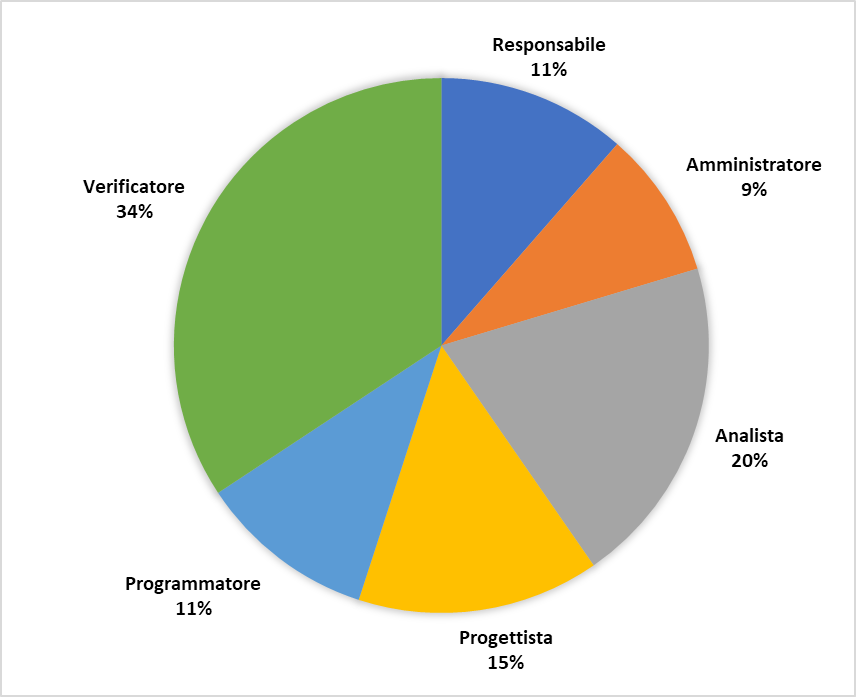 Responsabile
11%
Amministratore
9%
Analista
20%
Progettista
15%
Programmatore
11%
Verificatore
34%